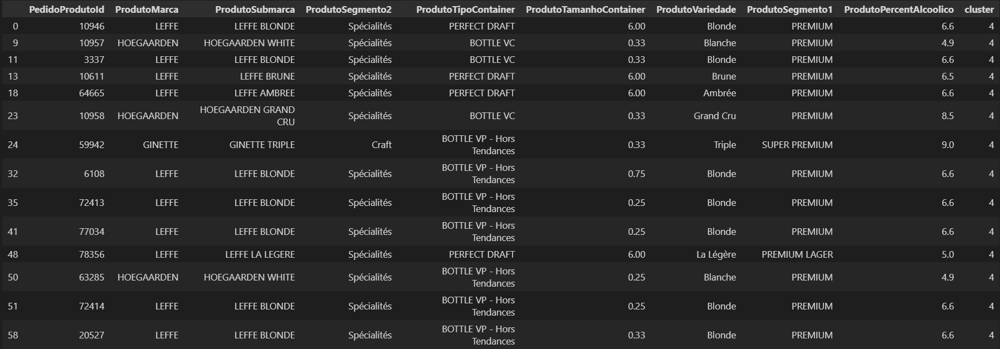 PedidoProdutoId ProdutoMarca ProdutoSubmarca ProdutoSegmento2 ProdutoTipoContainer ProdutoTamanhoContainer ProdutoVariedade ProdutoSegmento1 ProdutoPercentAlcoolico cluster
0 10946 LEFFE LEFFE BLONDE Spécialités PERFECT DRAFT 6.00 Blonde PREMIUM 6.6 4
9 10957 HOEGAARDEN HOEGAARDEN WHITE Spécialités BOTTLE VC 0.33 Blanche PREMIUM 4.9 4
11 3337 LEFFE LEFFE BLONDE Spécialités BOTTLE VC 0.33 Blonde PREMIUM 6.6 4
13 10611 LEFFE LEFFE BRUNE Spécialités PERFECT DRAFT 6.00 Brune PREMIUM 6.5 4
18 64665 LEFFE LEFFE AMBREE Spécialités PERFECT DRAFT 6.00 Ambrée PREMIUM 6.6 4
23 10958 HOEGAARDEN HOEGAARDEN GRAND CRU Spécialités BOTTLE VC 0.33 Grand Cru PREMIUM 8.5 4
24 59942 GINETTE GINETTE TRIPLE Craft BOTTLE VP - Hors Tendances 0.33 Triple SUPER PREMIUM 9.0 4
32 6108 LEFFE LEFFE BLONDE Spécialités BOTTLE VP - Hors Tendances 0.75 Blonde PREMIUM 6.6 4
35 72413 LEFFE LEFFE BLONDE Spécialités BOTTLE VP - Hors Tendances 0.25 Blonde PREMIUM 6.6 4
41 77034 LEFFE LEFFE BLONDE Spécialités BOTTLE VP - Hors Tendances 0.25 Blonde PREMIUM 6.6 4
48 78356 LEFFE LEFFE LA LEGERE Spécialités PERFECT DRAFT 6.00 La Légère PREMIUM LAGER 5.0 4
50 63285 HOEGAARDEN HOEGAARDEN WHITE Spécialités BOTTLE VP - Hors Tendances 0.25 Blanche PREMIUM 4.9 4
51 72414 LEFFE LEFFE BLONDE Spécialités BOTTLE VP - Hors Tendances 0.25 Blonde PREMIUM 6.6 4
58 20527 LEFFE LEFFE BLONDE Spécialités BOTTLE VP - Hors Tendances 0.33 Blonde PREMIUM 6.6 4